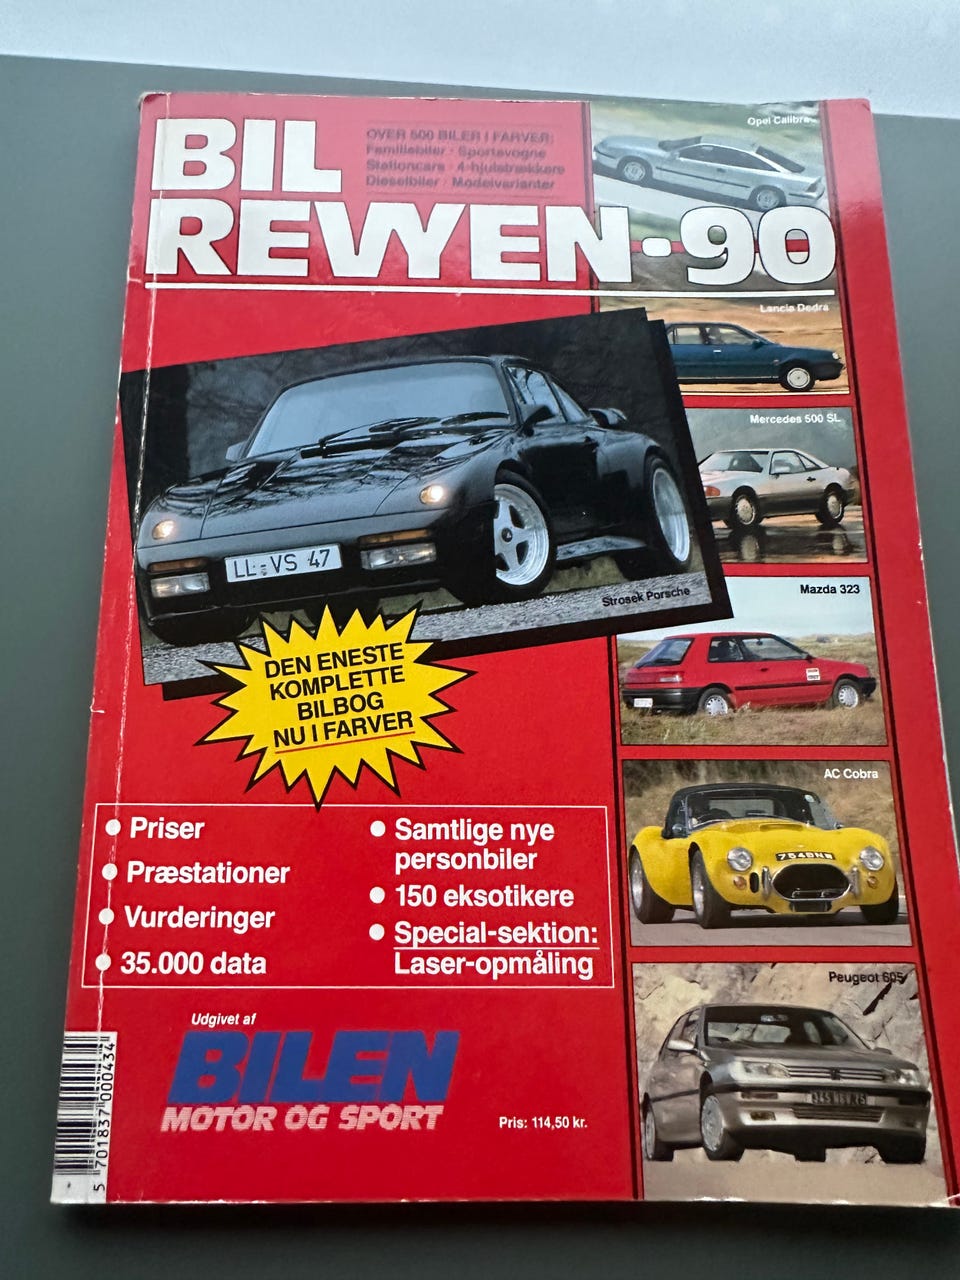 BIL
OVER 500 BILER I FARVER:
Familiebiler · Sportsvogne
Stationcars · 4-hjulstrækkere
Dieselbiler · Modelvarianter
REVYEN-90
Opel Calibra
Lancia Dedra
Mercedes 500 SL
LL VS 47
Strosek Porsche
Mazda 323
DEN ENESTE
KOMPLETTE
BILBOG
NU I FARVER
AC Cobra
Priser
Præstationer
Vurderinger
35.000 data
Samtlige nye
personbiler
150 eksotikere
Special-sektion:
Laser-opmåling
Peugeot 605
Udgivet af
BILEN
MOTOR OG SPORT
Pris: 114,50 kr.
5 701837 000434